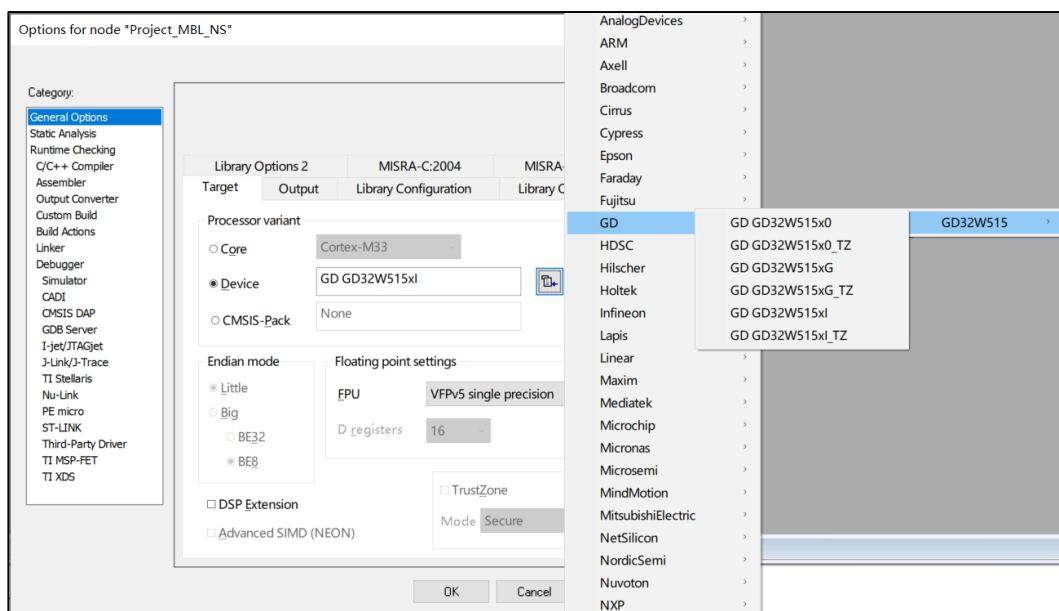 Options for node "Project_MBL_NS"
Category:
General Options
Static Analysis
Runtime Checking
C/C++ Compiler
Assembler
Output Converter
Custom Build
Build Actions
Linker
Debugger
Simulator
CADI
CMSIS DAP
GDB Server
I-jet/JTAGjet
J-Link/J-Trace
TI Stellaris
Nu-Link
PE micro
ST-LINK
Third-Party Driver
TI MSP-FET
TI XDS
Library Options 2
MISRA-C:2004
MISRA-
Target
Output
Library Configuration
Library C
Processor variant
Core
Cortex-M33
Device
GD GD32W515xI
CMSIS-Pack
None
Endian mode
Little
Big
BE32
BE8
Floating point settings
FPU
VFPv5 single precision
D registers
16
DSP Extension
Advanced SIMD (NEON)
TrustZone
Mode
Secure
OK
Cancel
AnalogDevices
ARM
Axell
Broadcom
Cirrus
Cypress
Epson
Faraday
Fujitsu
GD
HDSC
Hilscher
Holtek
Infineon
Lapis
Linear
Maxim
Mediatek
Microchip
Micronas
Microsemi
MindMotion
MitsubishiElectric
NetSilicon
NordicSemi
Nuvoton
NXP
GD GD32W515x0
GD GD32W515x0_TZ
GD GD32W515xG
GD GD32W515xG_TZ
GD GD32W515xI
GD GD32W515xI_TZ
GD32W515